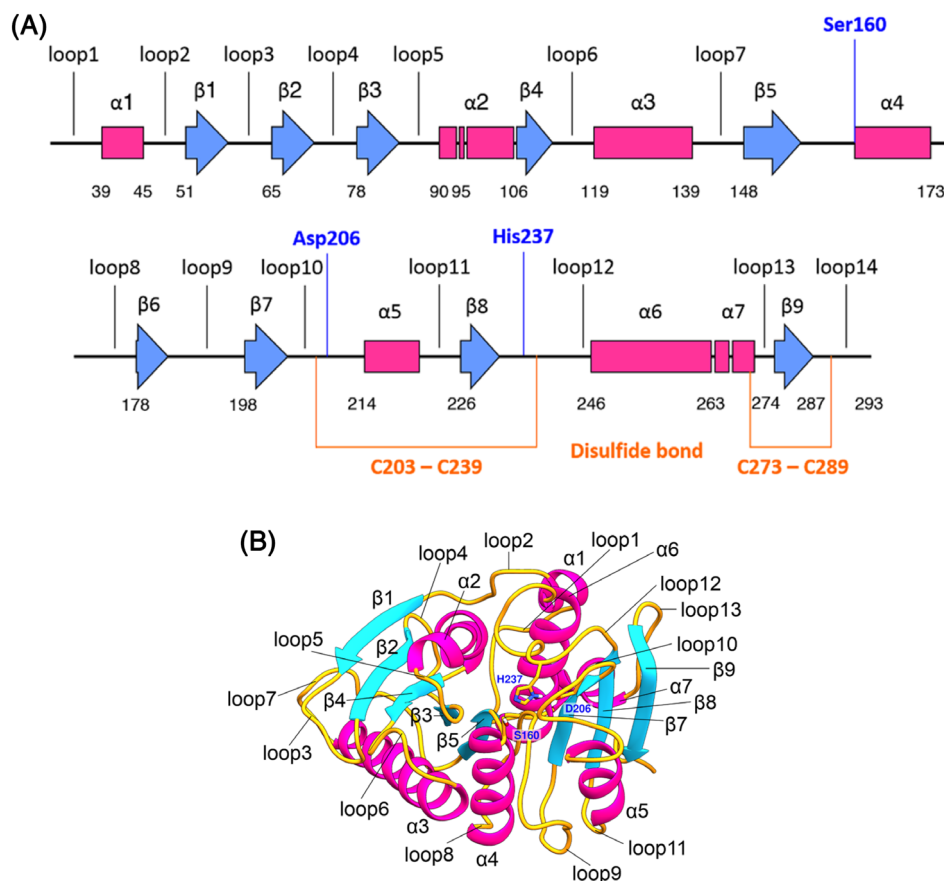 (A)
Ser160
loop1 loop2 loop3 loop4 loop5 loop6 loop7
α1 β1 β2 β3 α2 β4 α3 β5 α4
39 45 51 65 78 90 95 106 119 139 148 173
Asp206 His237
loop8 loop9 loop10 loop11 loop12 loop13 loop14
β6 β7 α5 β8 α6 α7 β9
178 198 214 226 246 263 274 287 293
Disulfide bond
C203 – C239 C273 – C289
(B)
loop2 loop1
loop4 α1 α6
α2 loop12
β1 loop13
loop5 β2 loop10
H237 β9
loop7 β4 α7
β3 D206 β8
β5 S160 β7
loop3
loop6
α3 α5
loop8 α4 loop11
loop9